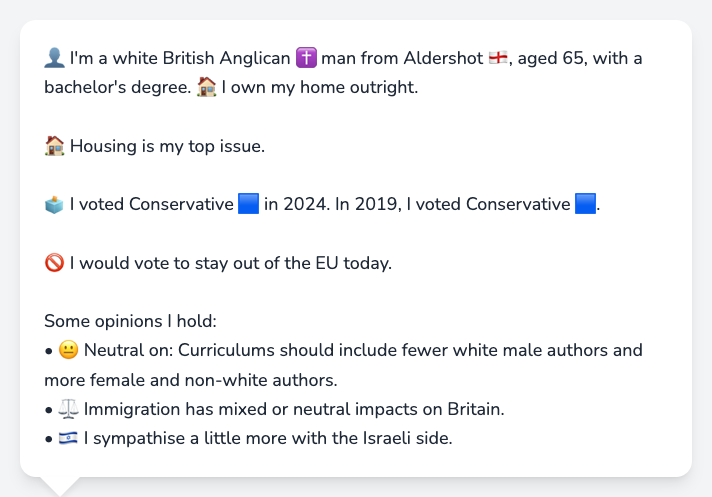 👤 I'm a white British Anglican ✝️ man from Aldershot 🏴󠁧󠁢󠁥󠁮󠁧󠁿, aged 65, with a
bachelor's degree. 🏠 I own my home outright.
🏠 Housing is my top issue.
🗳️ I voted Conservative 🟦 in 2024. In 2019, I voted Conservative 🟦.
🚫 I would vote to stay out of the EU today.
Some opinions I hold:
• 😐 Neutral on: Curriculums should include fewer white male authors and
more female and non-white authors.
• ⚖️ Immigration has mixed or neutral impacts on Britain.
• 🇮🇱 I sympathise a little more with the Israeli side.